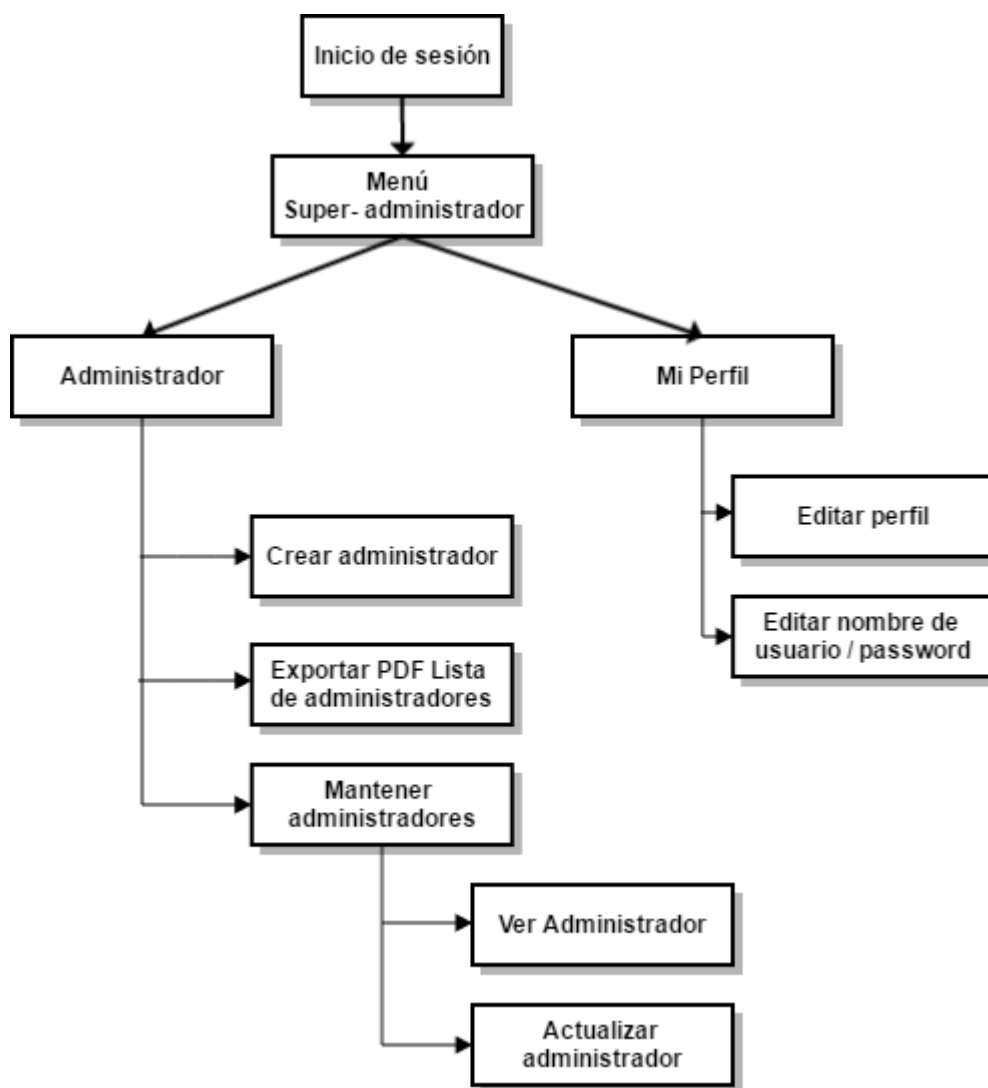 Inicio de sesión
Menú
Super- administrador
Administrador
Mi Perfil
Editar perfil
Crear administrador
Editar nombre de
usuario / password
Exportar PDF Lista
de administradores
Mantener
administradores
Ver Administrador
Actualizar
administrador